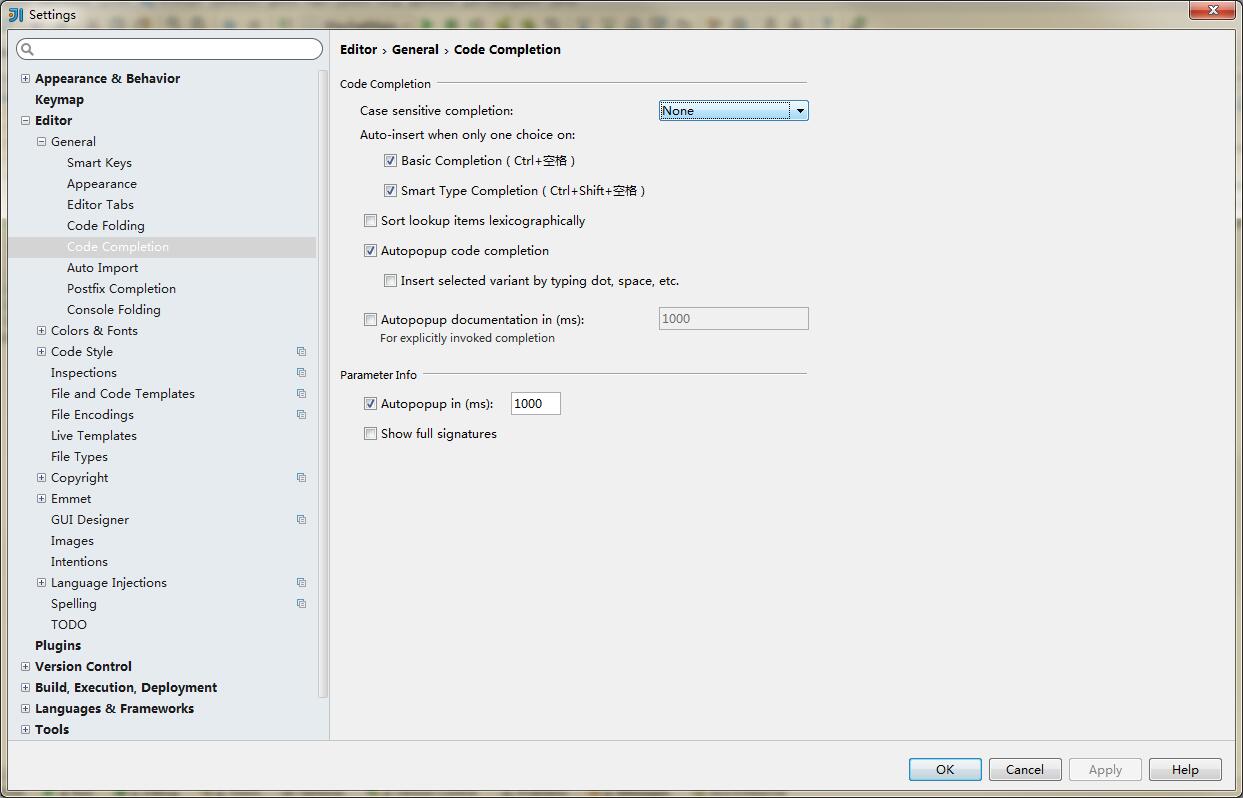 Settings
Appearance & Behavior
Keymap
Editor
General
Smart Keys
Appearance
Editor Tabs
Code Folding
Code Completion
Auto Import
Postfix Completion
Console Folding
Colors & Fonts
Code Style
Inspections
File and Code Templates
File Encodings
Live Templates
File Types
Copyright
Emmet
GUI Designer
Images
Intentions
Language Injections
Spelling
TODO
Plugins
Version Control
Build, Execution, Deployment
Languages & Frameworks
Tools
Editor › General › Code Completion
Code Completion
Case sensitive completion: None
Auto-insert when only one choice on:
Basic Completion ( Ctrl+空格 )
Smart Type Completion ( Ctrl+Shift+空格 )
Sort lookup items lexicographically
Autopopup code completion
Insert selected variant by typing dot, space, etc.
Autopopup documentation in (ms): 1000
For explicitly invoked completion
Parameter Info
Autopopup in (ms): 1000
Show full signatures
OK Cancel Apply Help